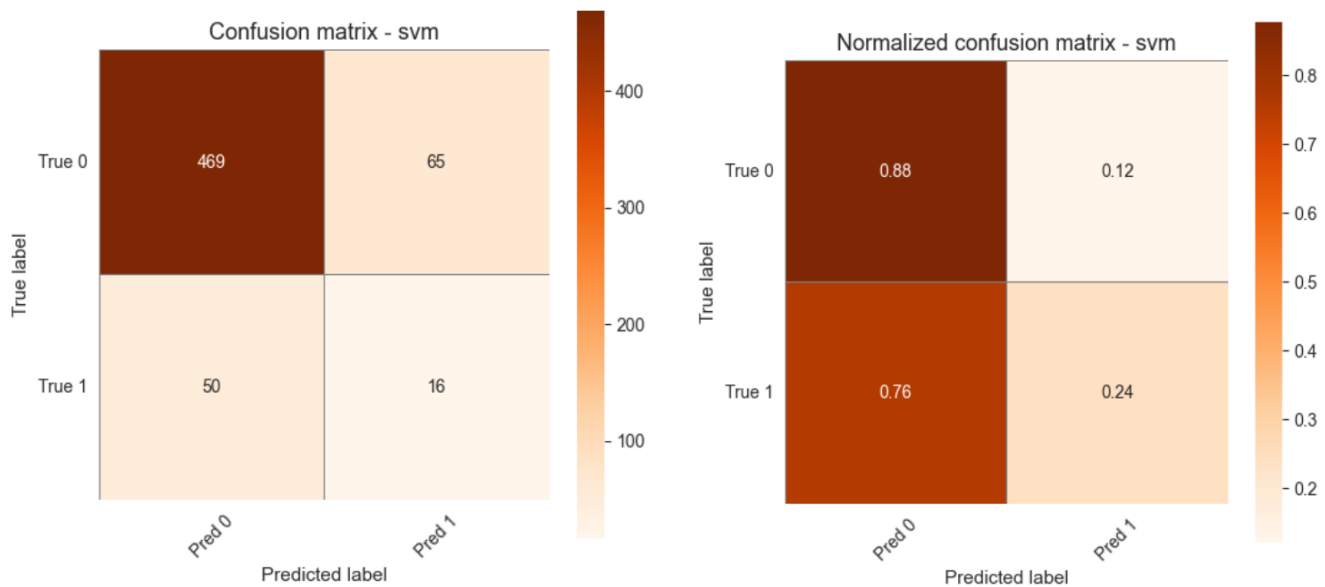 Confusion matrix - svm
True label
True 0
469
65
True 1
50
16
Pred 0
Pred 1
Predicted label
400
300
200
100
Normalized confusion matrix - svm
True label
True 0
0.88
0.12
True 1
0.76
0.24
Pred 0
Pred 1
Predicted label
0.8
0.7
0.6
0.5
0.4
0.3
0.2